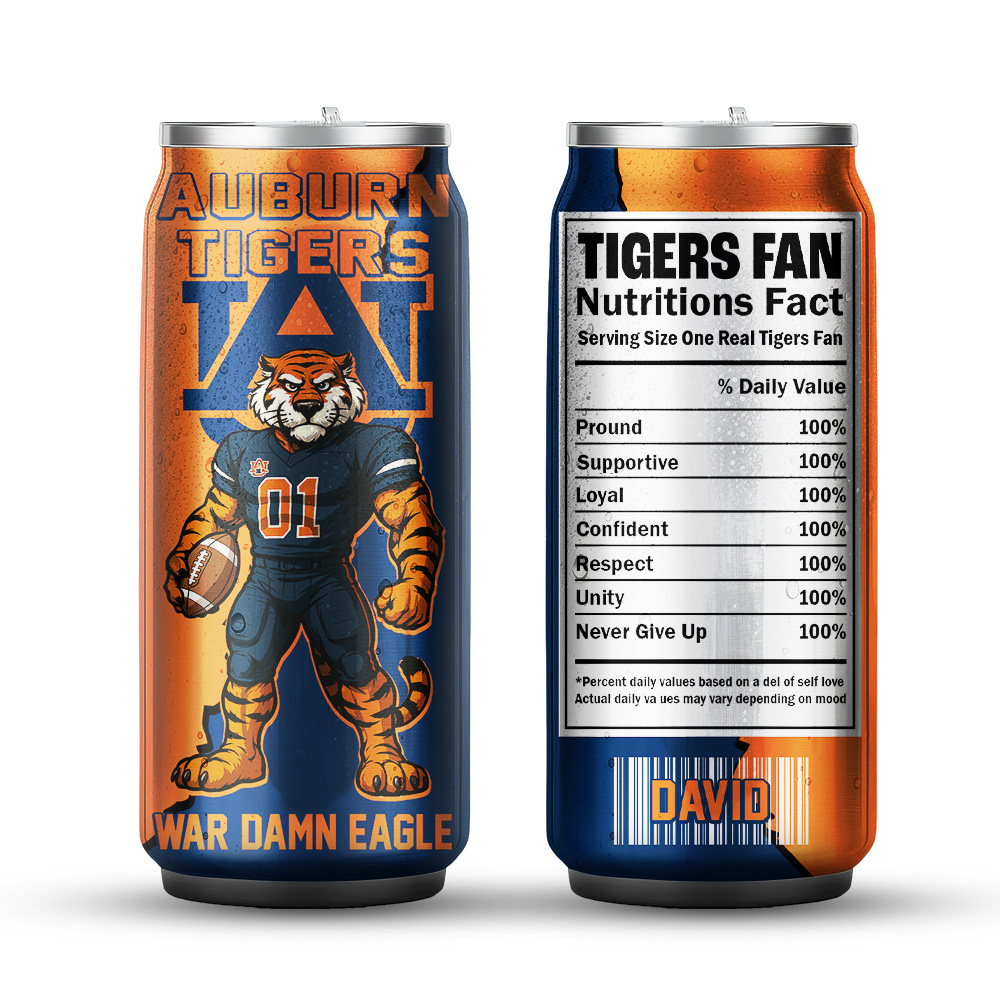 AUBURN
TIGERS
AU
01
WAR DAMN EAGLE
TIGERS FAN
Nutritions Fact
Serving Size One Real Tigers Fan
% Daily Value
Pround 100%
Supportive 100%
Loyal 100%
Confident 100%
Respect 100%
Unity 100%
Never Give Up 100%
*Percent daily values based on a del of self love
Actual daily va ues may vary depending on mood
DAVID